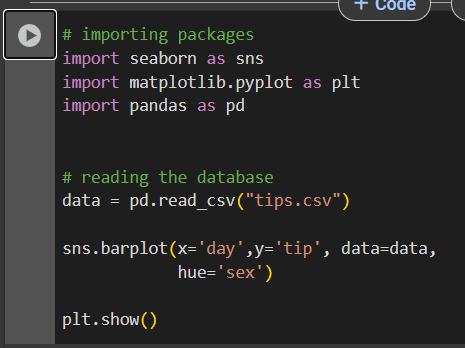 + Code
# importing packages
import seaborn as sns
import matplotlib.pyplot as plt
import pandas as pd
# reading the database
data = pd.read_csv("tips.csv")
sns.barplot(x='day',y='tip', data=data,
            hue='sex')
plt.show()